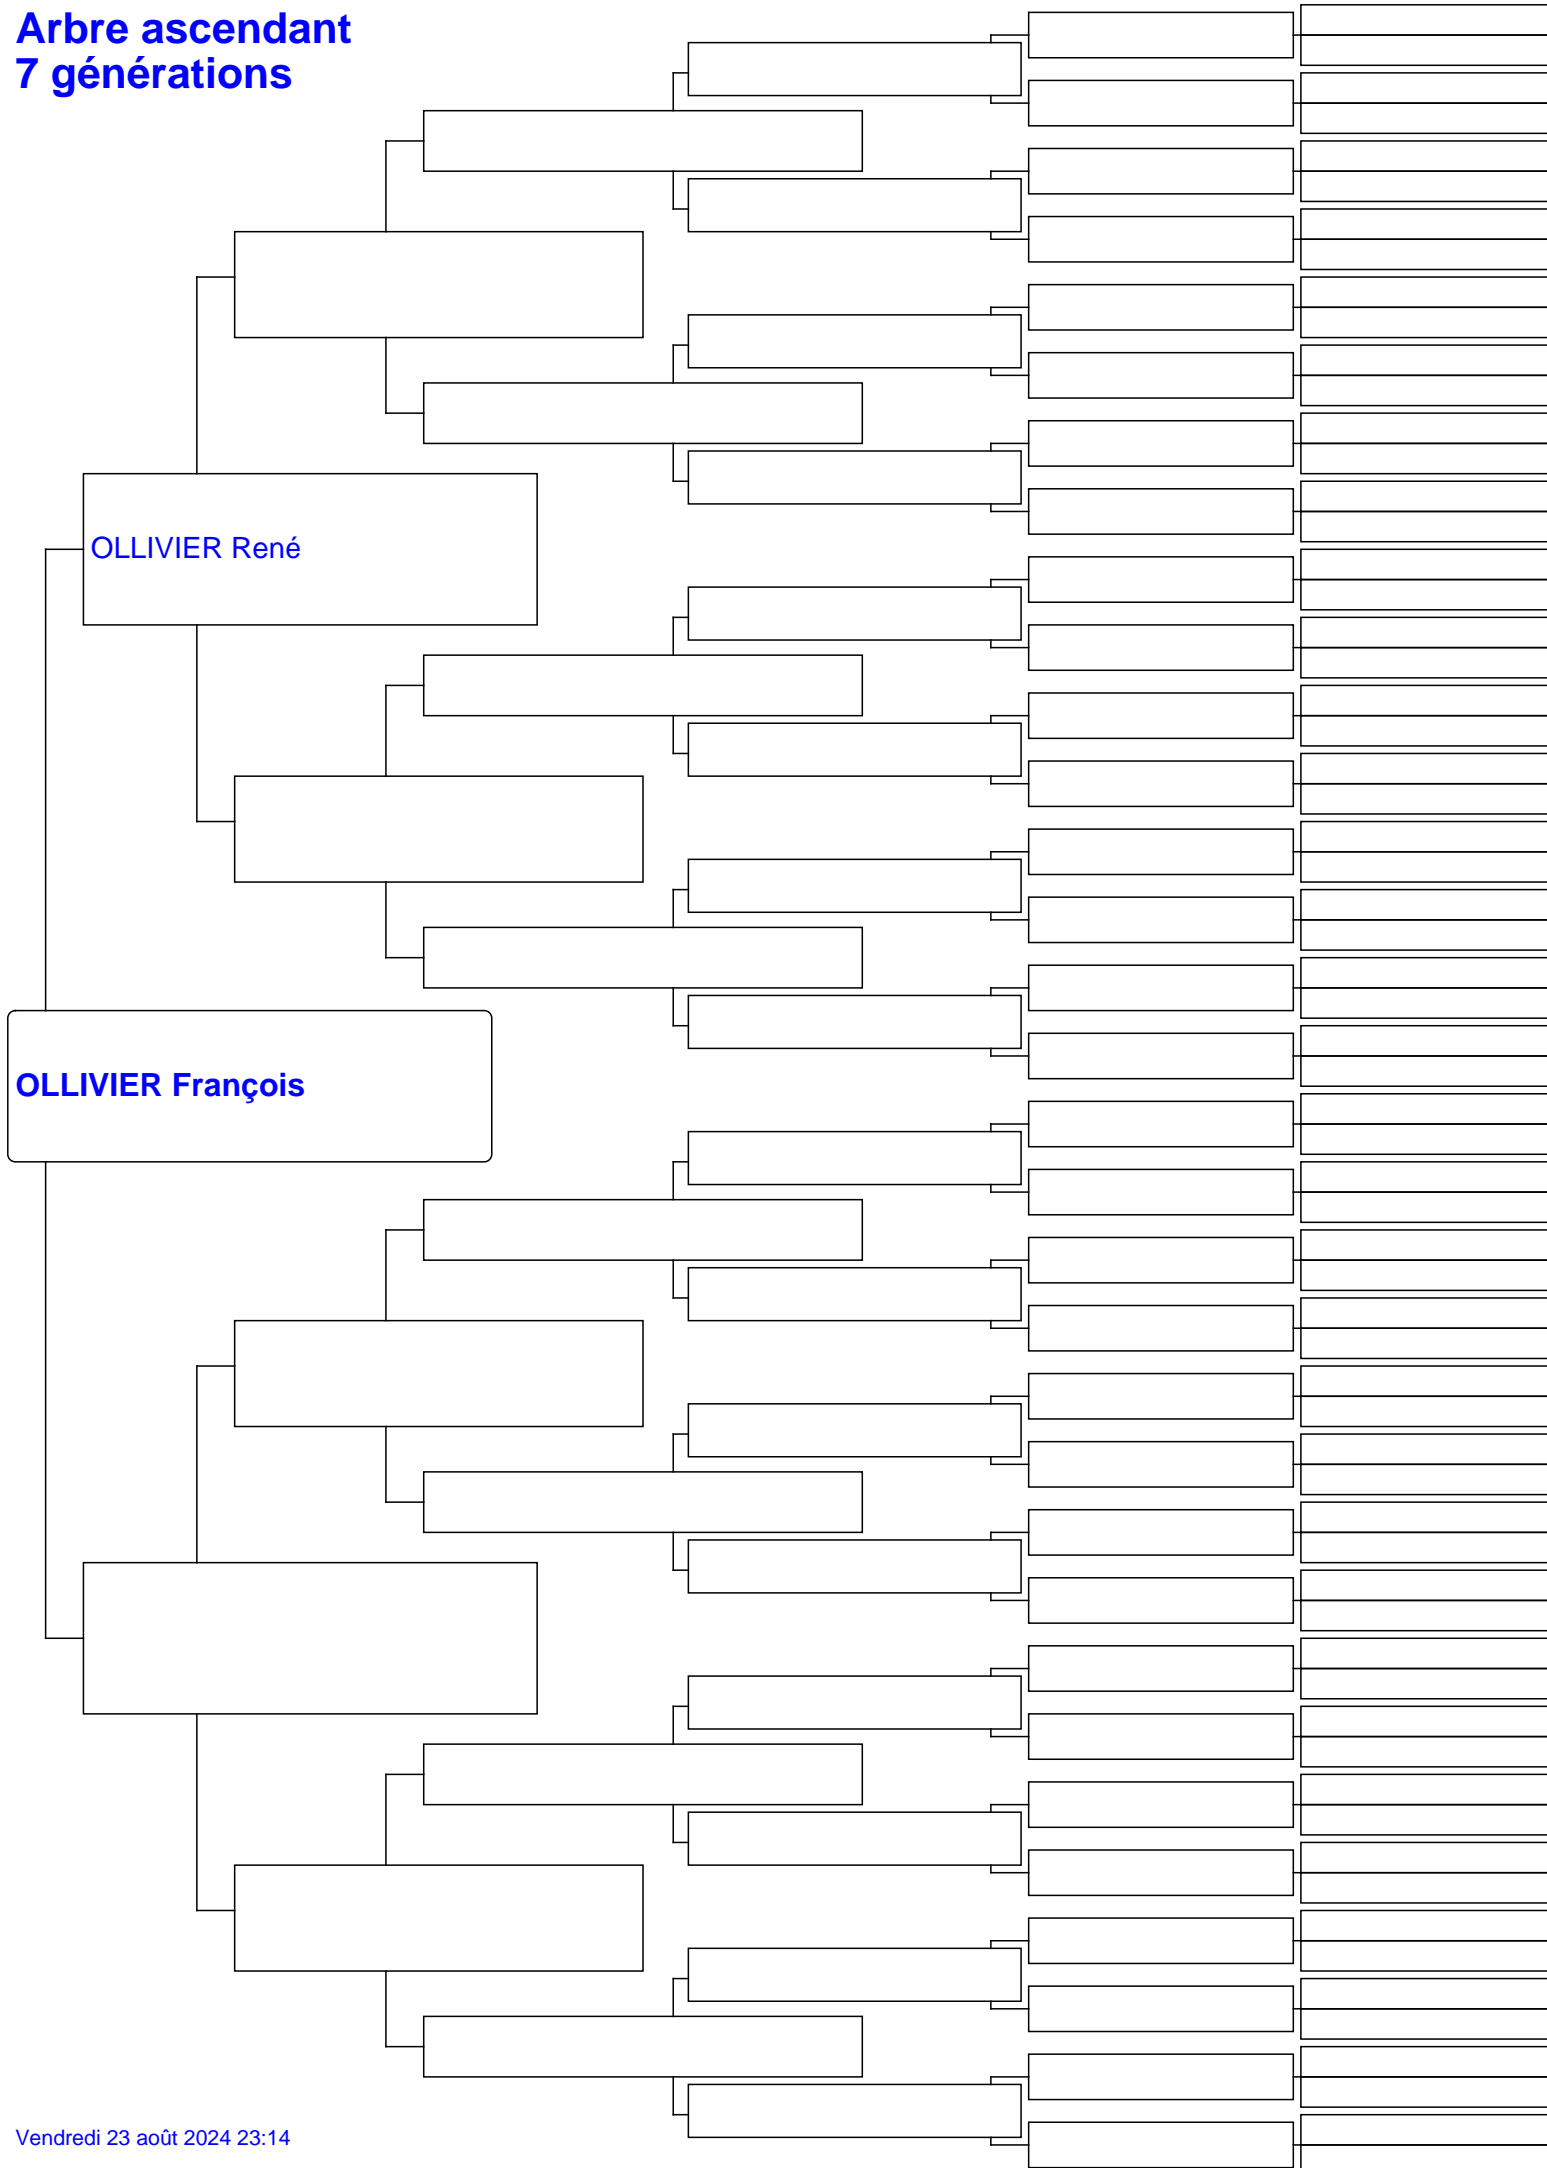 Arbre ascendant
7 générations
OLLIVIER René
OLLIVIER François
Vendredi 23 août 2024 23:14